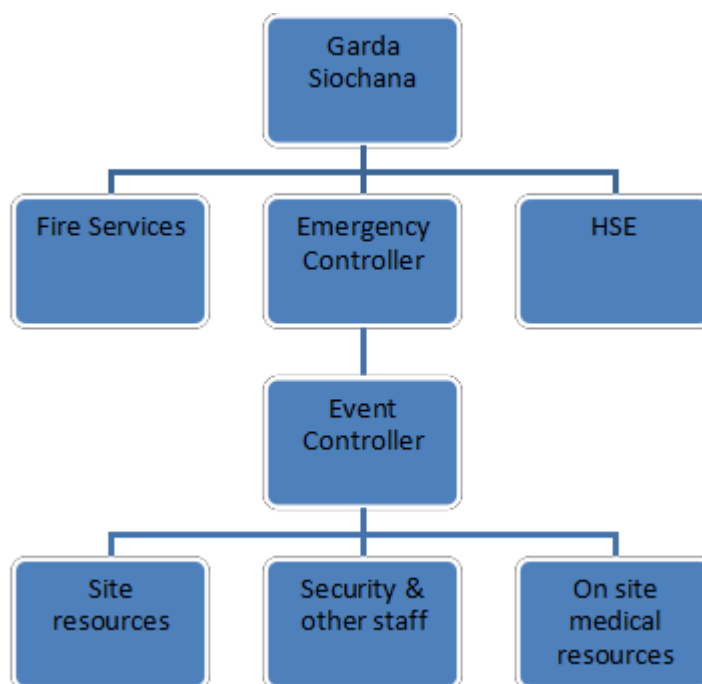 Garda
Siochana
Fire Services
Emergency
Controller
HSE
Event
Controller
Site
resources
Security &
other staff
On site
medical
resources